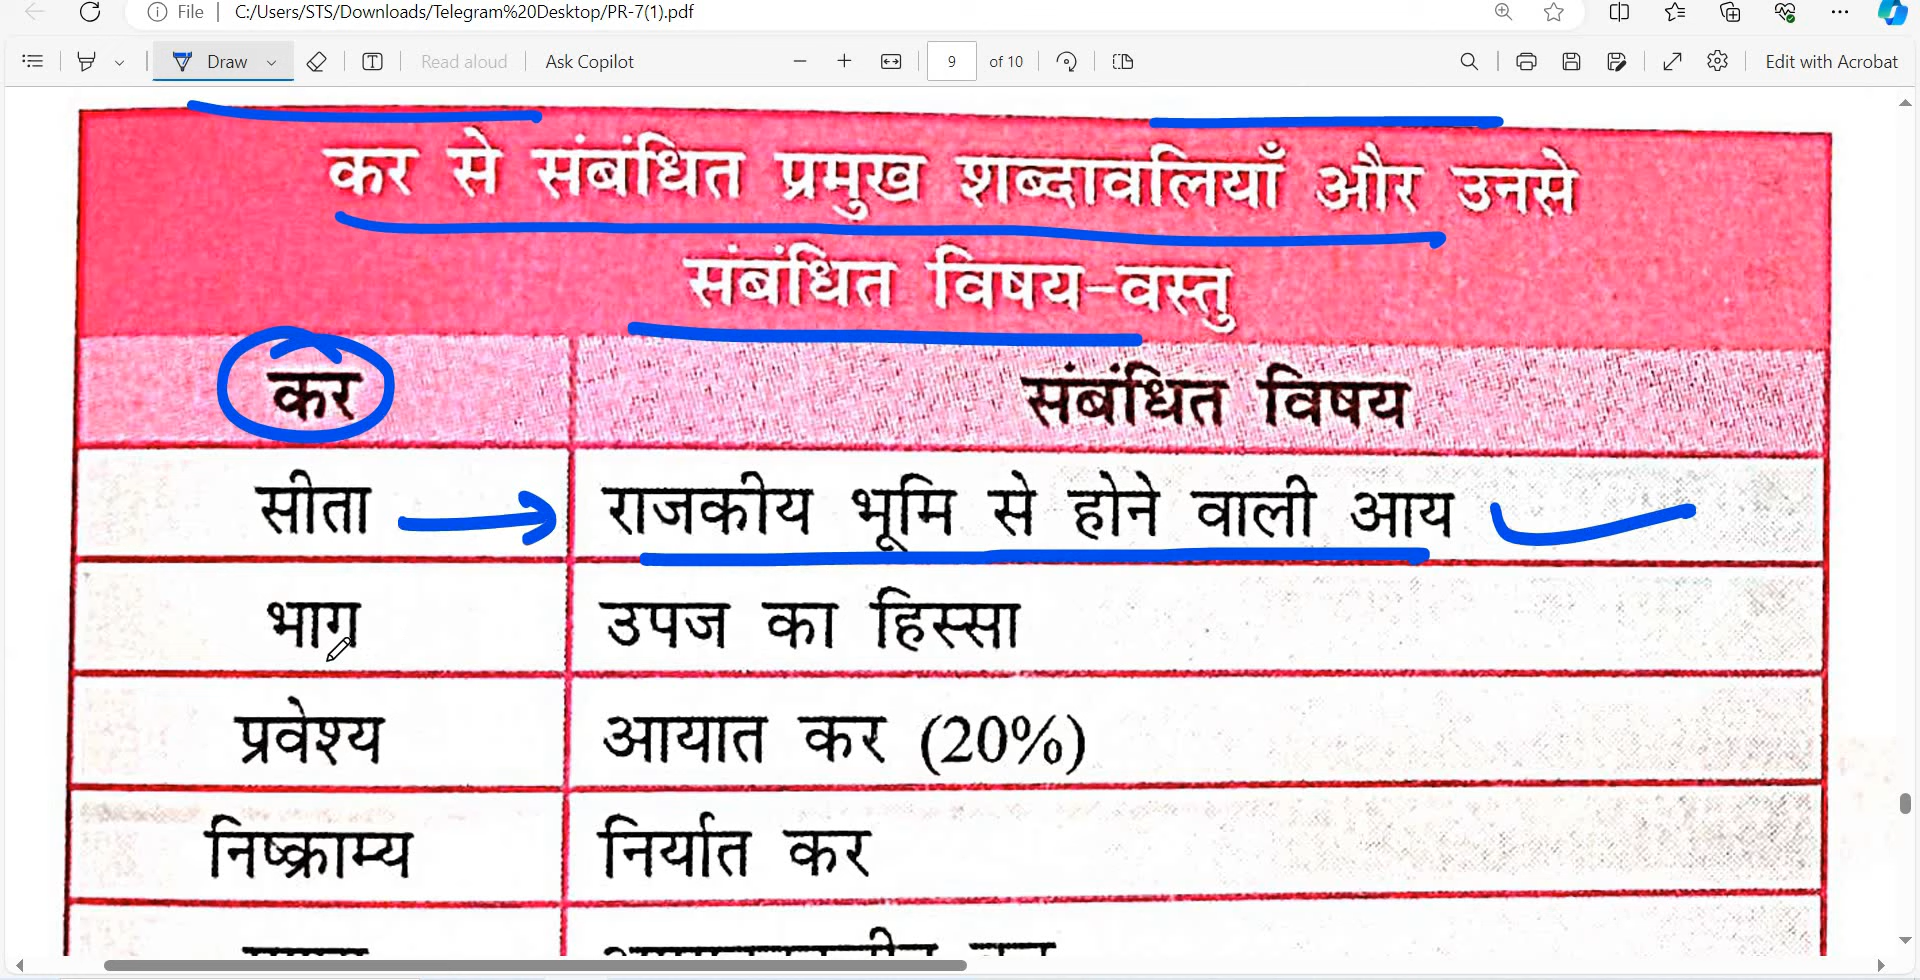 File C:/Users/STS/Downloads/Telegram%20Desktop/PR-7(1).pdf
Draw Read aloud Ask Copilot 9 of 10 Edit with Acrobat
कर से संबंधित प्रमुख शब्दावलियाँ और उनसे
संबंधित विषय-वस्तु
कर संबंधित विषय
सीता राजकीय भूमि से होने वाली आय
भाग उपज का हिस्सा
प्रवेश्य आयात कर (20%)
निष्क्राम्य निर्यात कर